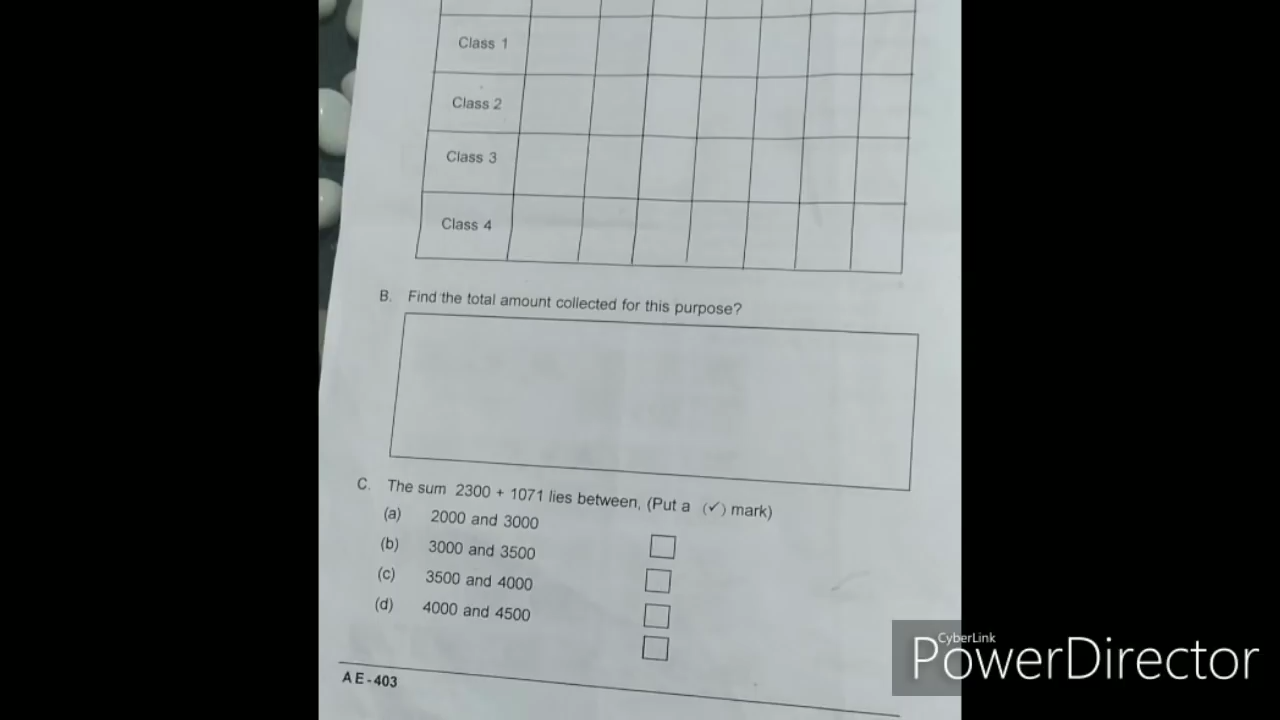 Class 1
Class 2
Class 3
Class 4
B. Find the total amount collected for this purpose?
C. The sum 2300 + 1071 lies between, (Put a (✓) mark)
(a) 2000 and 3000
(b) 3000 and 3500
(c) 3500 and 4000
(d) 4000 and 4500
AE-403
CyberLink
PowerDirector